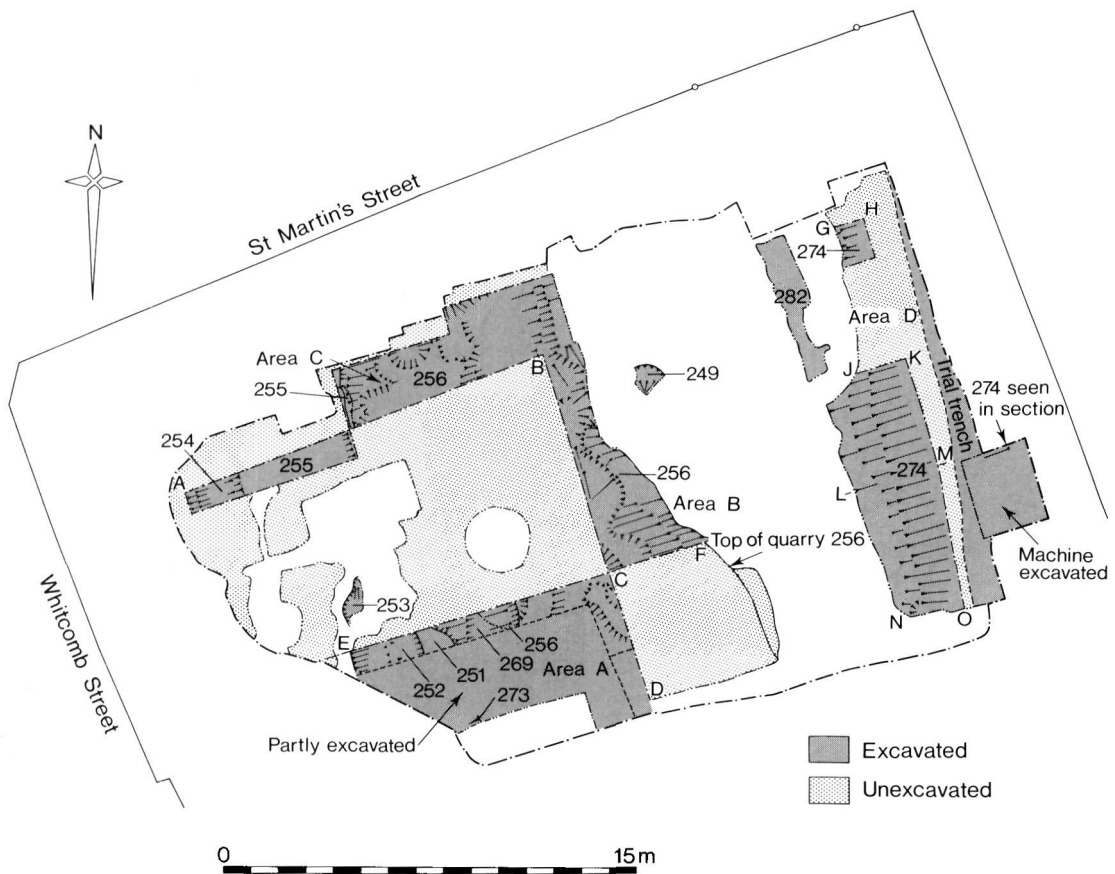 N
St Martin's Street
H
G
274
282
Area D
Area C
256
B
249
J
K
255
Trial trench
274 seen
in section
254
A
255
256
M
274
L
Area B
Top of quarry 256
F
Machine
excavated
C
253
Whitcomb Street
E
256
N
O
269
Area A
251
252
D
273
Partly excavated
Excavated
Unexcavated
0
15m